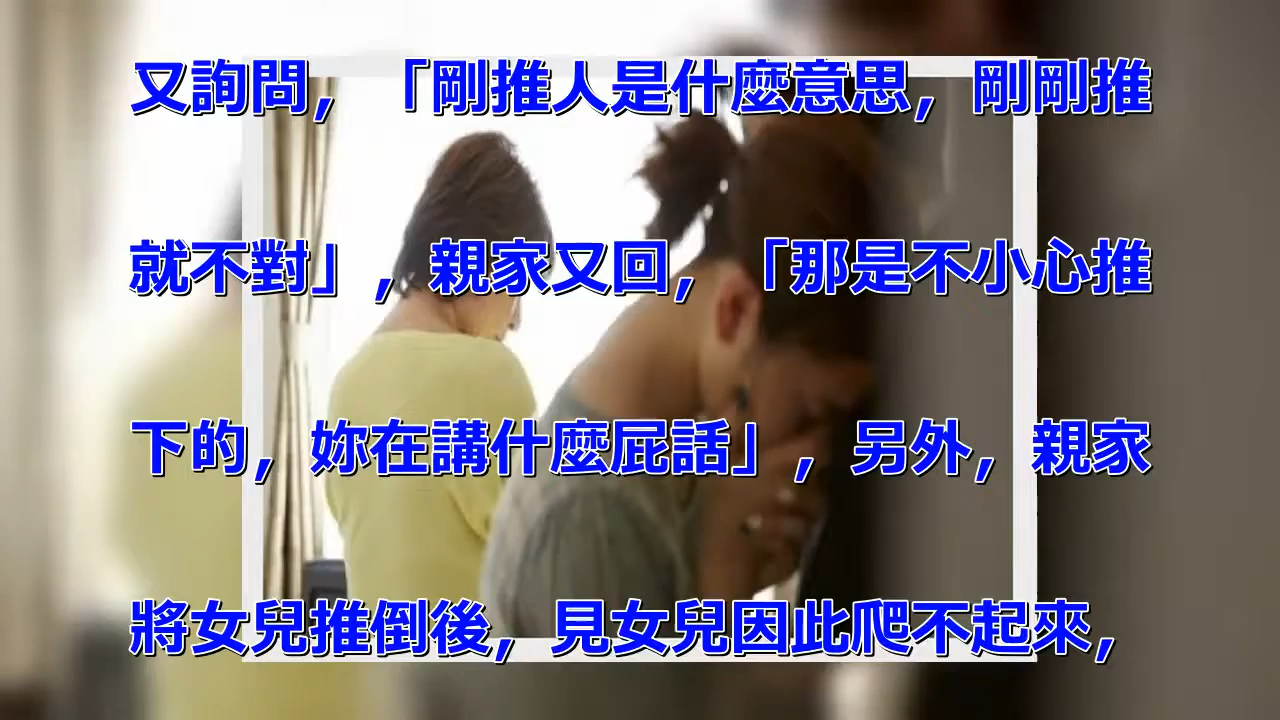 又詢問，「剛推人是什麼意思，剛剛推
就不對」，親家又回，「那是不小心推
下的，妳在講什麼屁話」，另外，親家
將女兒推倒後，見女兒因此爬不起來，